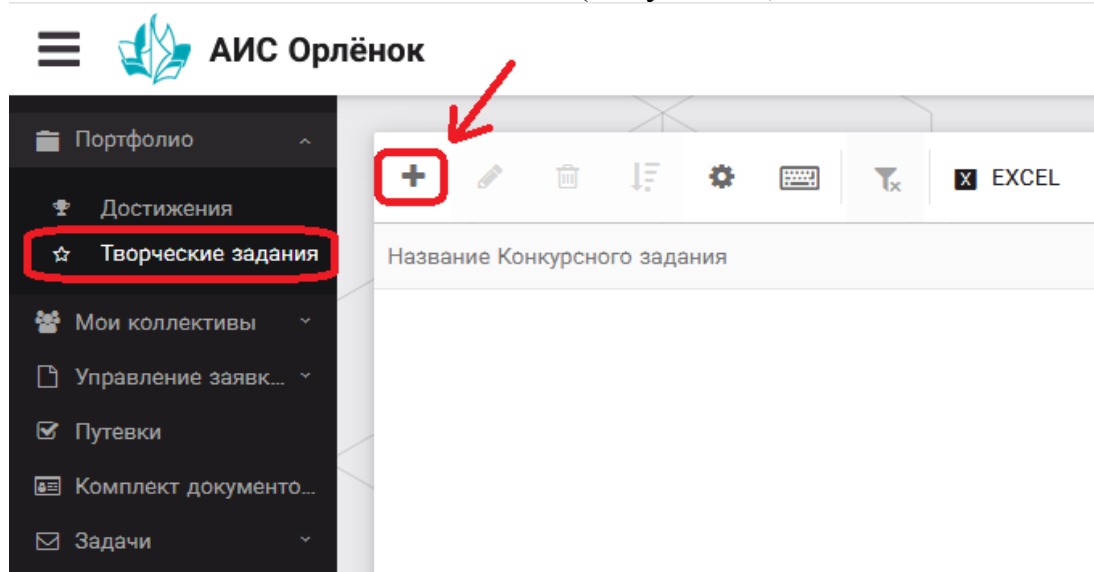 АИС Орлёнок
Портфолио
Достижения
Творческие задания
Мои коллективы
Управление заявк...
Путевки
Комплект документо...
Задачи
X EXCEL
Название Конкурсного задания